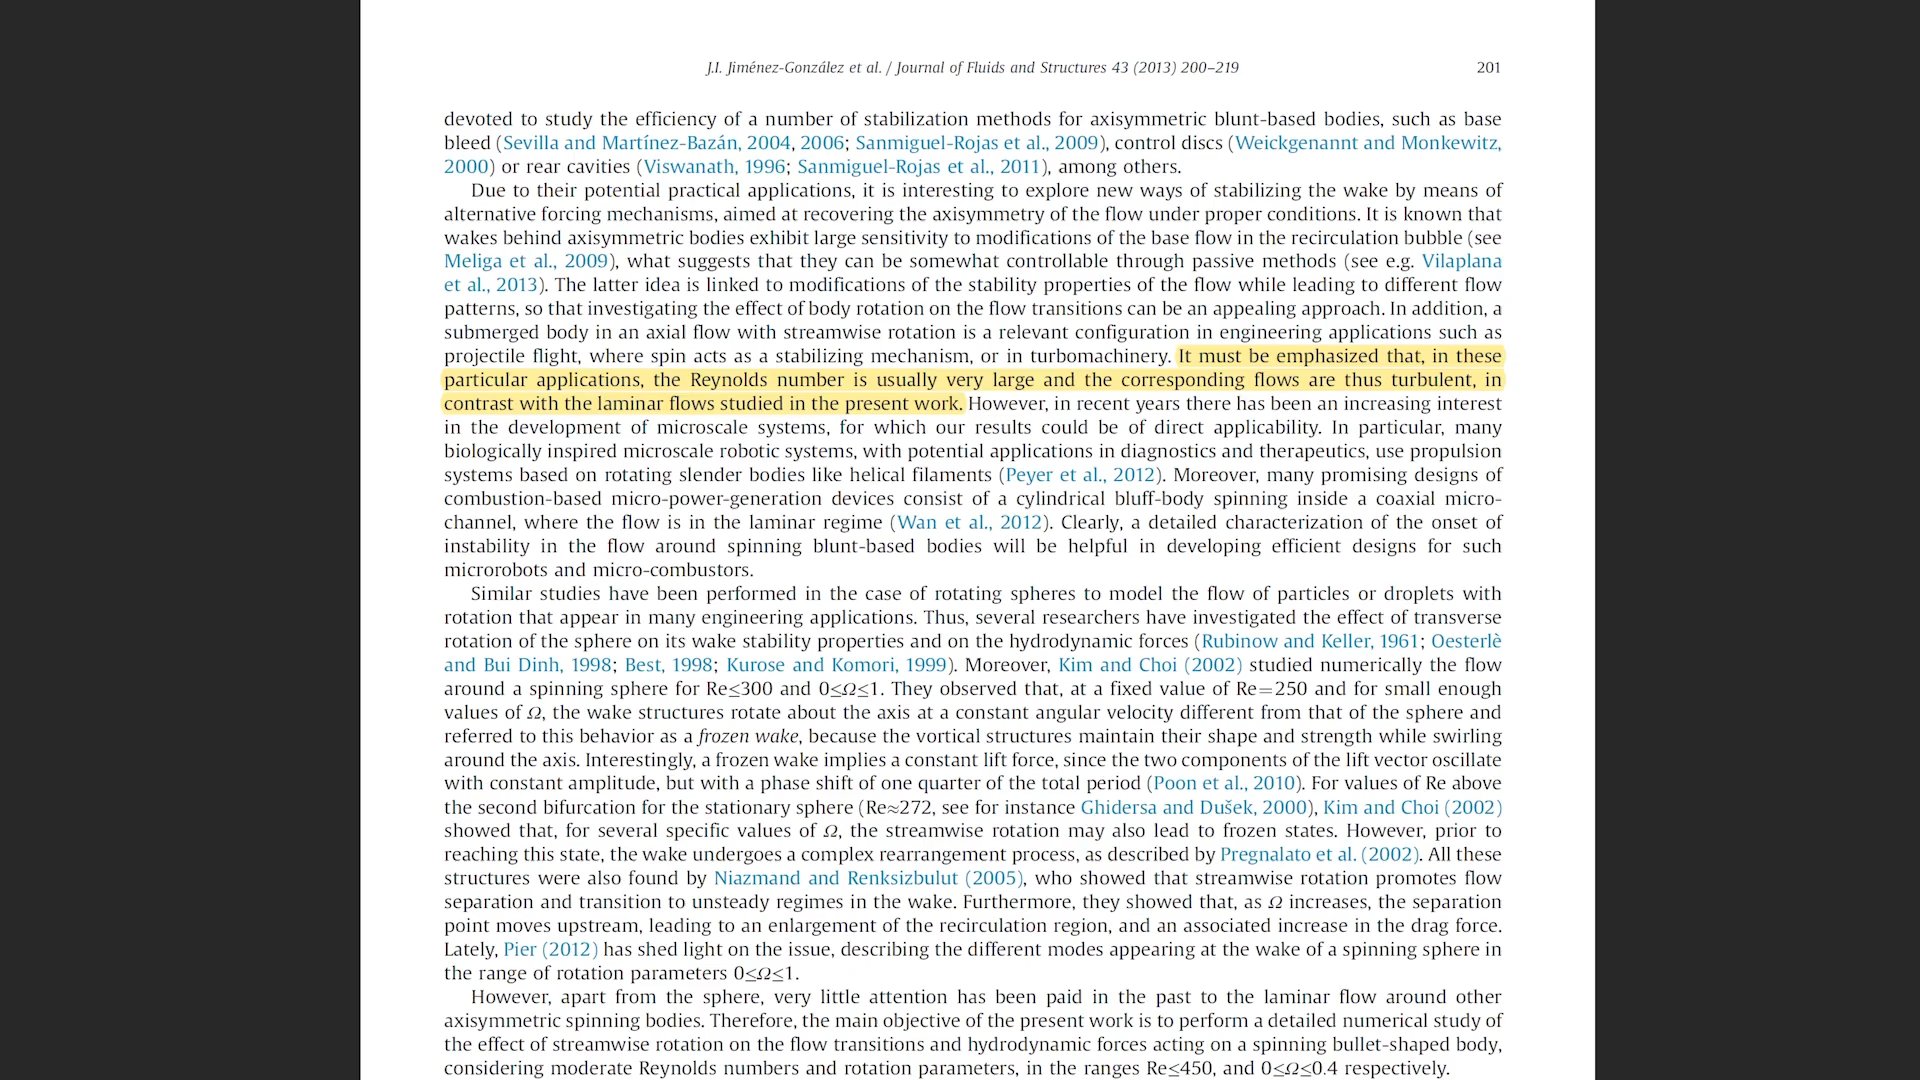 J.I. Jiménez-González et al. / Journal of Fluids and Structures 43 (2013) 200–219
201
devoted to study the efficiency of a number of stabilization methods for axisymmetric blunt-based bodies, such as base
bleed (Sevilla and Martínez-Bazán, 2004, 2006; Sanmiguel-Rojas et al., 2009), control discs (Weickgenannt and Monkewitz,
2000) or rear cavities (Viswanath, 1996; Sanmiguel-Rojas et al., 2011), among others.
Due to their potential practical applications, it is interesting to explore new ways of stabilizing the wake by means of
alternative forcing mechanisms, aimed at recovering the axisymmetry of the flow under proper conditions. It is known that
wakes behind axisymmetric bodies exhibit large sensitivity to modifications of the base flow in the recirculation bubble (see
Meliga et al., 2009), what suggests that they can be somewhat controllable through passive methods (see e.g. Vilaplana
et al., 2013). The latter idea is linked to modifications of the stability properties of the flow while leading to different flow
patterns, so that investigating the effect of body rotation on the flow transitions can be an appealing approach. In addition, a
submerged body in an axial flow with streamwise rotation is a relevant configuration in engineering applications such as
projectile flight, where spin acts as a stabilizing mechanism, or in turbomachinery. It must be emphasized that, in these
particular applications, the Reynolds number is usually very large and the corresponding flows are thus turbulent, in
contrast with the laminar flows studied in the present work. However, in recent years there has been an increasing interest
in the development of microscale systems, for which our results could be of direct applicability. In particular, many
biologically inspired microscale robotic systems, with potential applications in diagnostics and therapeutics, use propulsion
systems based on rotating slender bodies like helical filaments (Peyer et al., 2012). Moreover, many promising designs of
combustion-based micro-power-generation devices consist of a cylindrical bluff-body spinning inside a coaxial micro-
channel, where the flow is in the laminar regime (Wan et al., 2012). Clearly, a detailed characterization of the onset of
instability in the flow around spinning blunt-based bodies will be helpful in developing efficient designs for such
microrobots and micro-combustors.
Similar studies have been performed in the case of rotating spheres to model the flow of particles or droplets with
rotation that appear in many engineering applications. Thus, several researchers have investigated the effect of transverse
rotation of the sphere on its wake stability properties and on the hydrodynamic forces (Rubinow and Keller, 1961; Oesterlè
and Bui Dinh, 1998; Best, 1998; Kurose and Komori, 1999). Moreover, Kim and Choi (2002) studied numerically the flow
around a spinning sphere for Re≤300 and 0≤Ω≤1. They observed that, at a fixed value of Re=250 and for small enough
values of Ω, the wake structures rotate about the axis at a constant angular velocity different from that of the sphere and
referred to this behavior as a frozen wake, because the vortical structures maintain their shape and strength while swirling
around the axis. Interestingly, a frozen wake implies a constant lift force, since the two components of the lift vector oscillate
with constant amplitude, but with a phase shift of one quarter of the total period (Poon et al., 2010). For values of Re above
the second bifurcation for the stationary sphere (Re≈272, see for instance Ghidersa and Dušek, 2000), Kim and Choi (2002)
showed that, for several specific values of Ω, the streamwise rotation may also lead to frozen states. However, prior to
reaching this state, the wake undergoes a complex rearrangement process, as described by Pregnalato et al. (2002). All these
structures were also found by Niazmand and Renksizbulut (2005), who showed that streamwise rotation promotes flow
separation and transition to unsteady regimes in the wake. Furthermore, they showed that, as Ω increases, the separation
point moves upstream, leading to an enlargement of the recirculation region, and an associated increase in the drag force.
Lately, Pier (2012) has shed light on the issue, describing the different modes appearing at the wake of a spinning sphere in
the range of rotation parameters 0≤Ω≤1.
However, apart from the sphere, very little attention has been paid in the past to the laminar flow around other
axisymmetric spinning bodies. Therefore, the main objective of the present work is to perform a detailed numerical study of
the effect of streamwise rotation on the flow transitions and hydrodynamic forces acting on a spinning bullet-shaped body,
considering moderate Reynolds numbers and rotation parameters, in the ranges Re≤450, and 0≤Ω≤0.4 respectively.